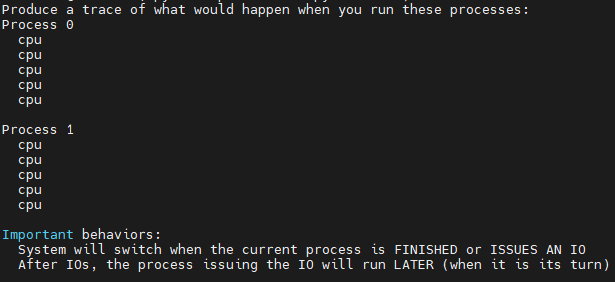 Produce a trace of what would happen when you run these processes:
Process 0
  cpu
  cpu
  cpu
  cpu
  cpu

Process 1
  cpu
  cpu
  cpu
  cpu
  cpu

Important behaviors:
  System will switch when the current process is FINISHED or ISSUES AN IO
  After IOs, the process issuing the IO will run LATER (when it is its turn)